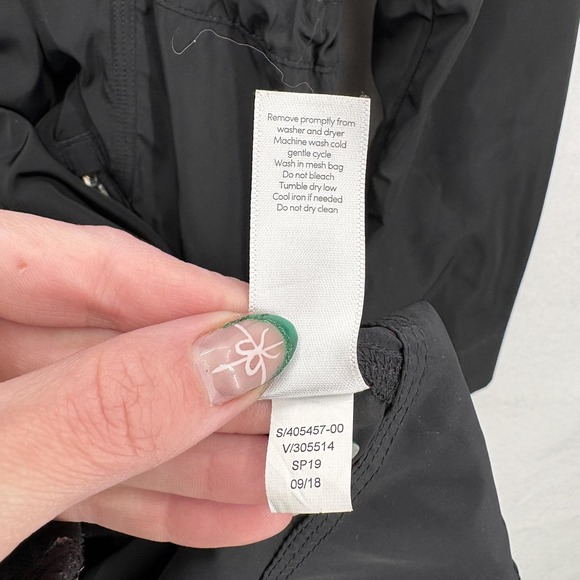 Remove promptly from
washer and dryer
Machine wash cold
gentle cycle
Wash in mesh bag
Do not bleach
Tumble dry low
Cool iron if needed
Do not dry clean
S/405457-00
V/305514
SP19
09/18